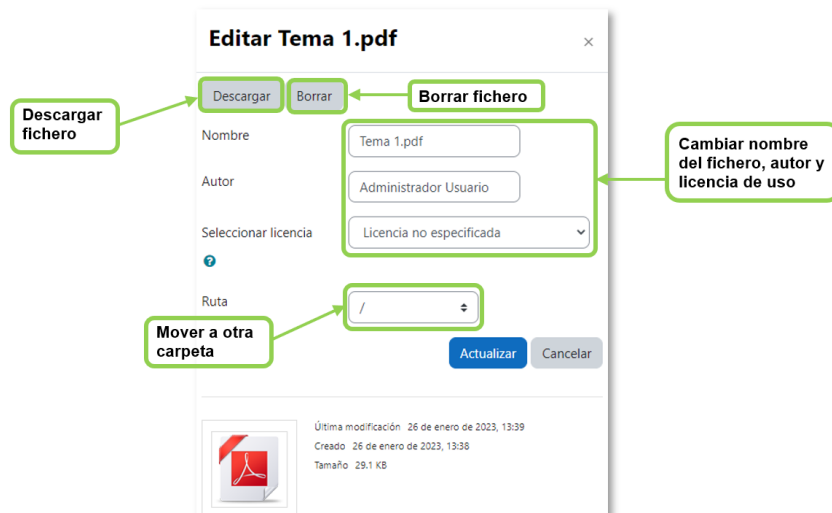 Editar Tema 1.pdf
×
Descargar
Borrar
Borrar fichero
Descargar
fichero
Nombre
Tema 1.pdf
Cambiar nombre
del fichero, autor y
licencia de uso
Autor
Administrador Usuario
Seleccionar licencia
Licencia no especificada
?
Ruta
/
Mover a otra
carpeta
Actualizar
Cancelar
Última modificación 26 de enero de 2023, 13:39
Creado 26 de enero de 2023, 13:38
Tamaño 29.1 KB